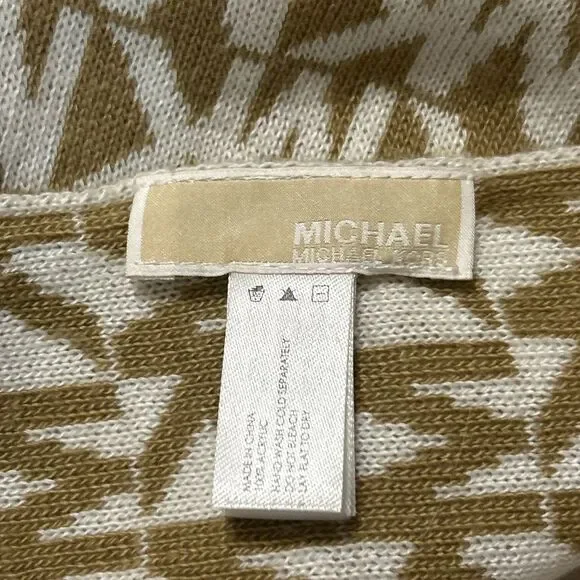 MICHAEL
MICHAEL KORS
MADE IN CHINA
100% ACRYLIC
HAND WASH COLD SEPARATELY
DO NOT BLEACH
LAY FLAT TO DRY